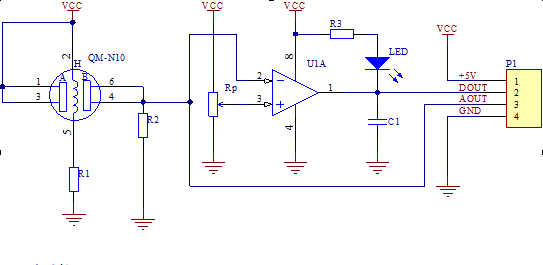 VCC
VCC
VCC
R3
VCC
LED
P1
QM-N10
2
H
8
U1A
A
B
1
6
2
+5V
1
Rp
1
DOUT
2
3
4
3
AOUT
3
GND
4
R2
4
C1
5
R1